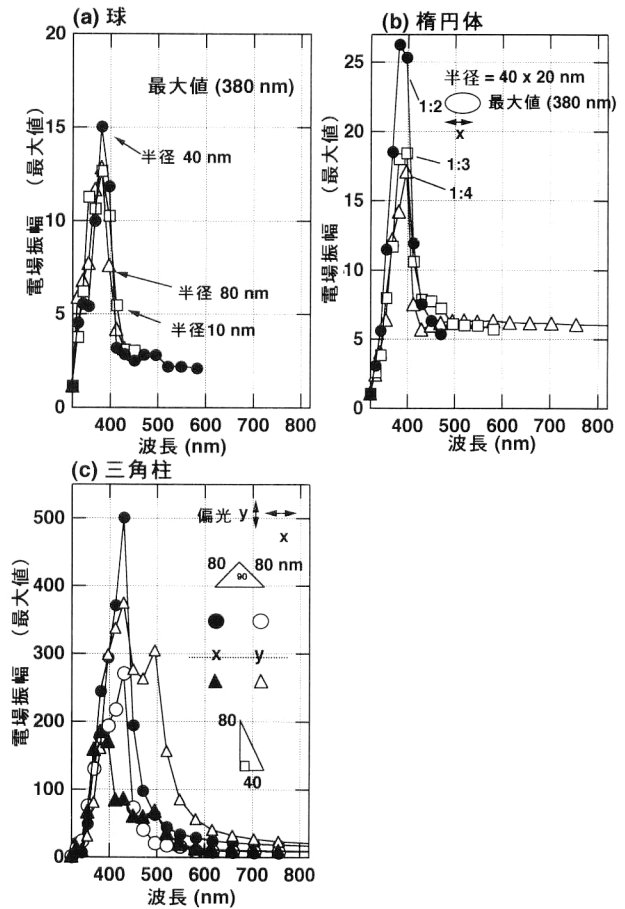 (a) 球
20
15
10
5
0
電場振幅 (最大値)
最大値 (380 nm)
半径 40 nm
半径 80 nm
半径10 nm
400 500 600 700 800
波長 (nm)
(b) 楕円体
25
20
15
10
5
0
電場振幅 (最大値)
半径 = 40 x 20 nm
最大値 (380 nm)
x
1:2
1:3
1:4
400 500 600 700 800
波長 (nm)
(c) 三角柱
500
400
300
200
100
0
電場振幅 (最大値)
偏光 y
x
80 80 nm
90
x y
80
40
400 500 600 700 800
波長 (nm)